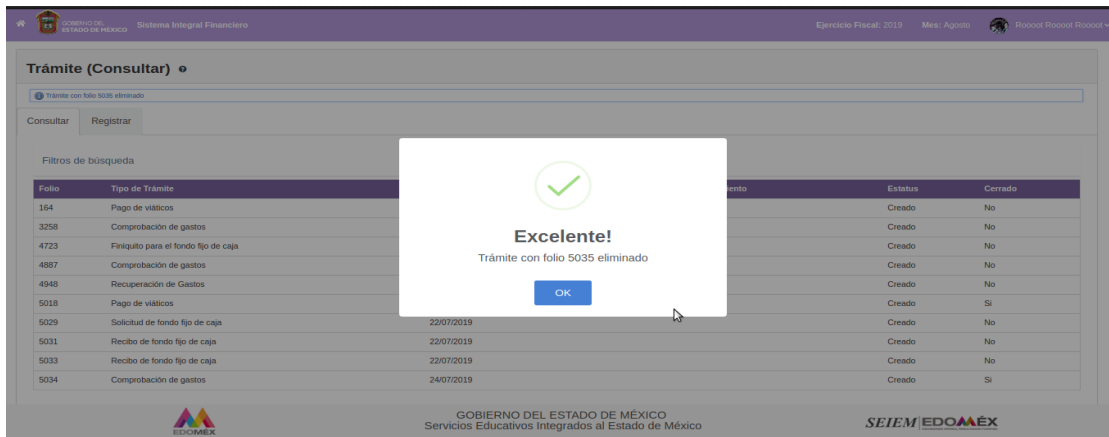 GOBIERNO DEL
ESTADO DE MÉXICO
Sistema Integral Financiero
Ejercicio Fiscal: 2019 Mes: Agosto Roooot Roooot Roooot
Trámite (Consultar)
Trámite con folio 5035 eliminado
Consultar Registrar
Filtros de búsqueda
Folio Tipo de Trámite iento Estatus Cerrado
164 Pago de viáticos Creado No
3258 Comprobación de gastos Creado No
4723 Finiquito para el fondo fijo de caja Creado No
4887 Comprobación de gastos Creado No
4948 Recuperación de Gastos Creado No
5018 Pago de viáticos Creado Si
5029 Solicitud de fondo fijo de caja 22/07/2019 Creado No
5031 Recibo de fondo fijo de caja 22/07/2019 Creado No
5033 Recibo de fondo fijo de caja 22/07/2019 Creado No
5034 Comprobación de gastos 24/07/2019 Creado Si
Excelente!
Trámite con folio 5035 eliminado
OK
EDOMÉX
GOBIERNO DEL ESTADO DE MÉXICO
Servicios Educativos Integrados al Estado de México
SEIEM EDOMÉX